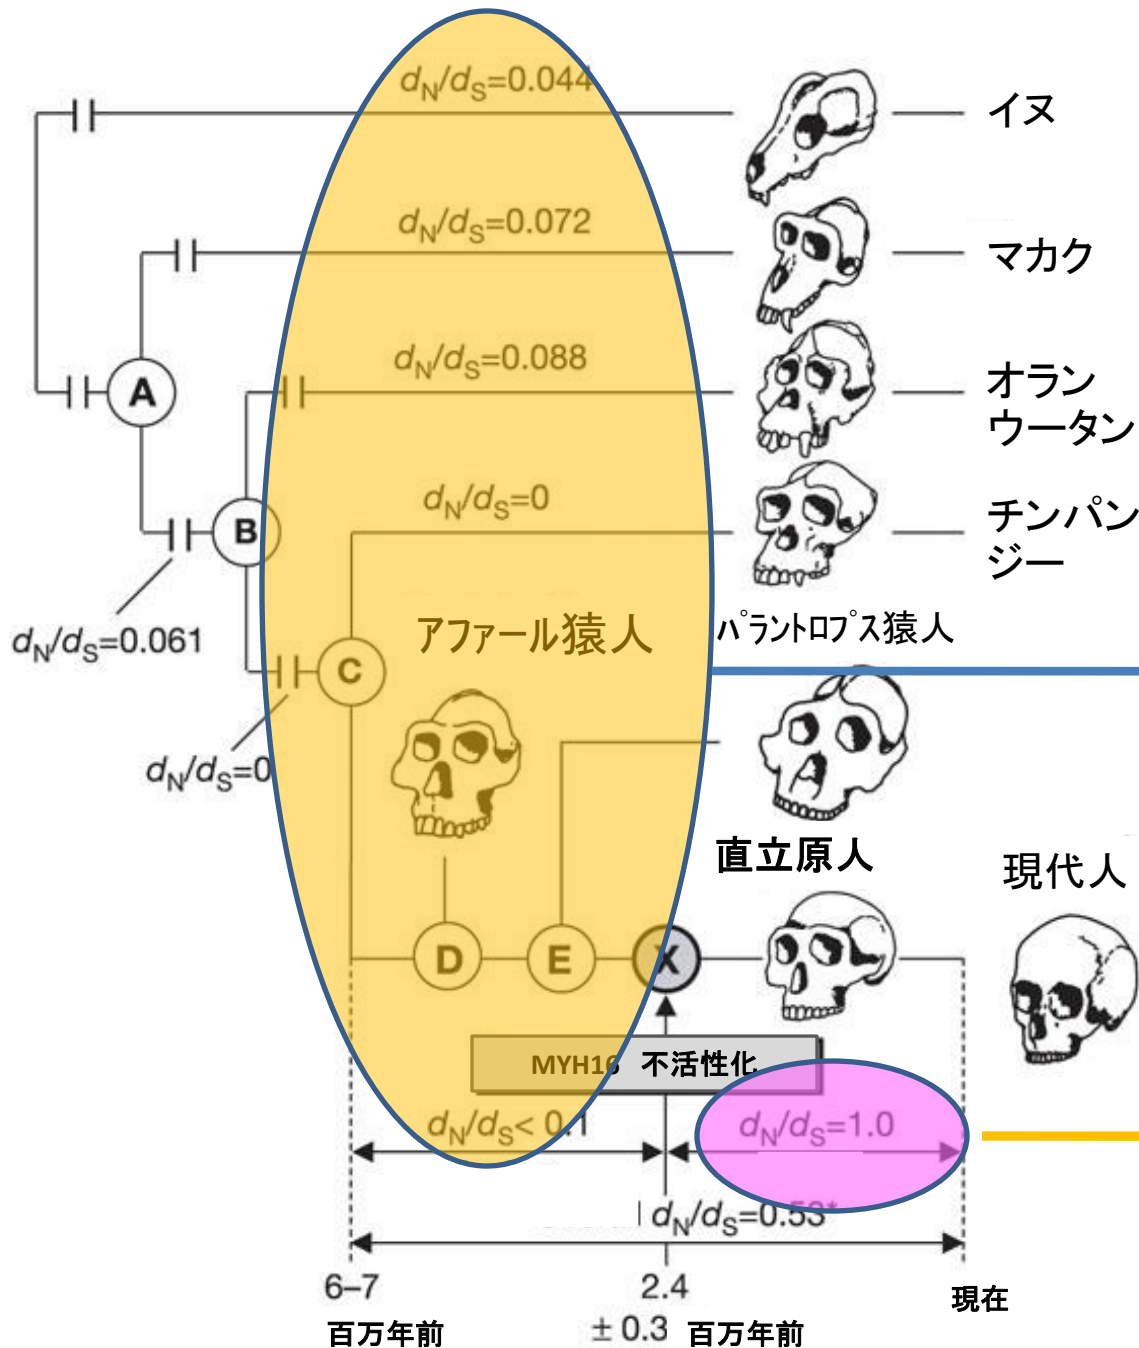 dN/dS=0.044
イヌ
dN/dS=0.072
マカク
dN/dS=0.088
オラン
ウータン
A
dN/dS=0
チンパン
ジー
B
dN/dS=0.061
アファール猿人
パラントロプス猿人
C
dN/dS=0
直立原人
現代人
D
E
X
MYH16 不活性化
dN/dS< 0.1
dN/dS=1.0
dN/dS=0.53*
6–7
百万年前
2.4
± 0.3 百万年前
現在